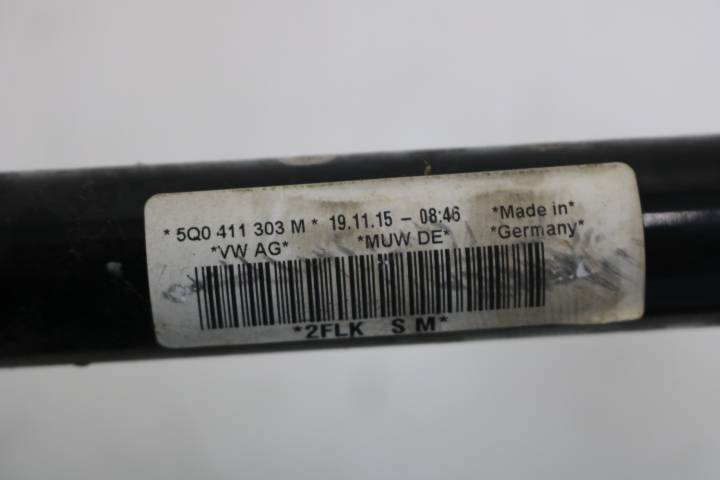 * 5Q0 411 303 M * 19.11.15 - 08:46 *Made in*
*VW AG* *MUW DE* *Germany*
*2FLK S M*